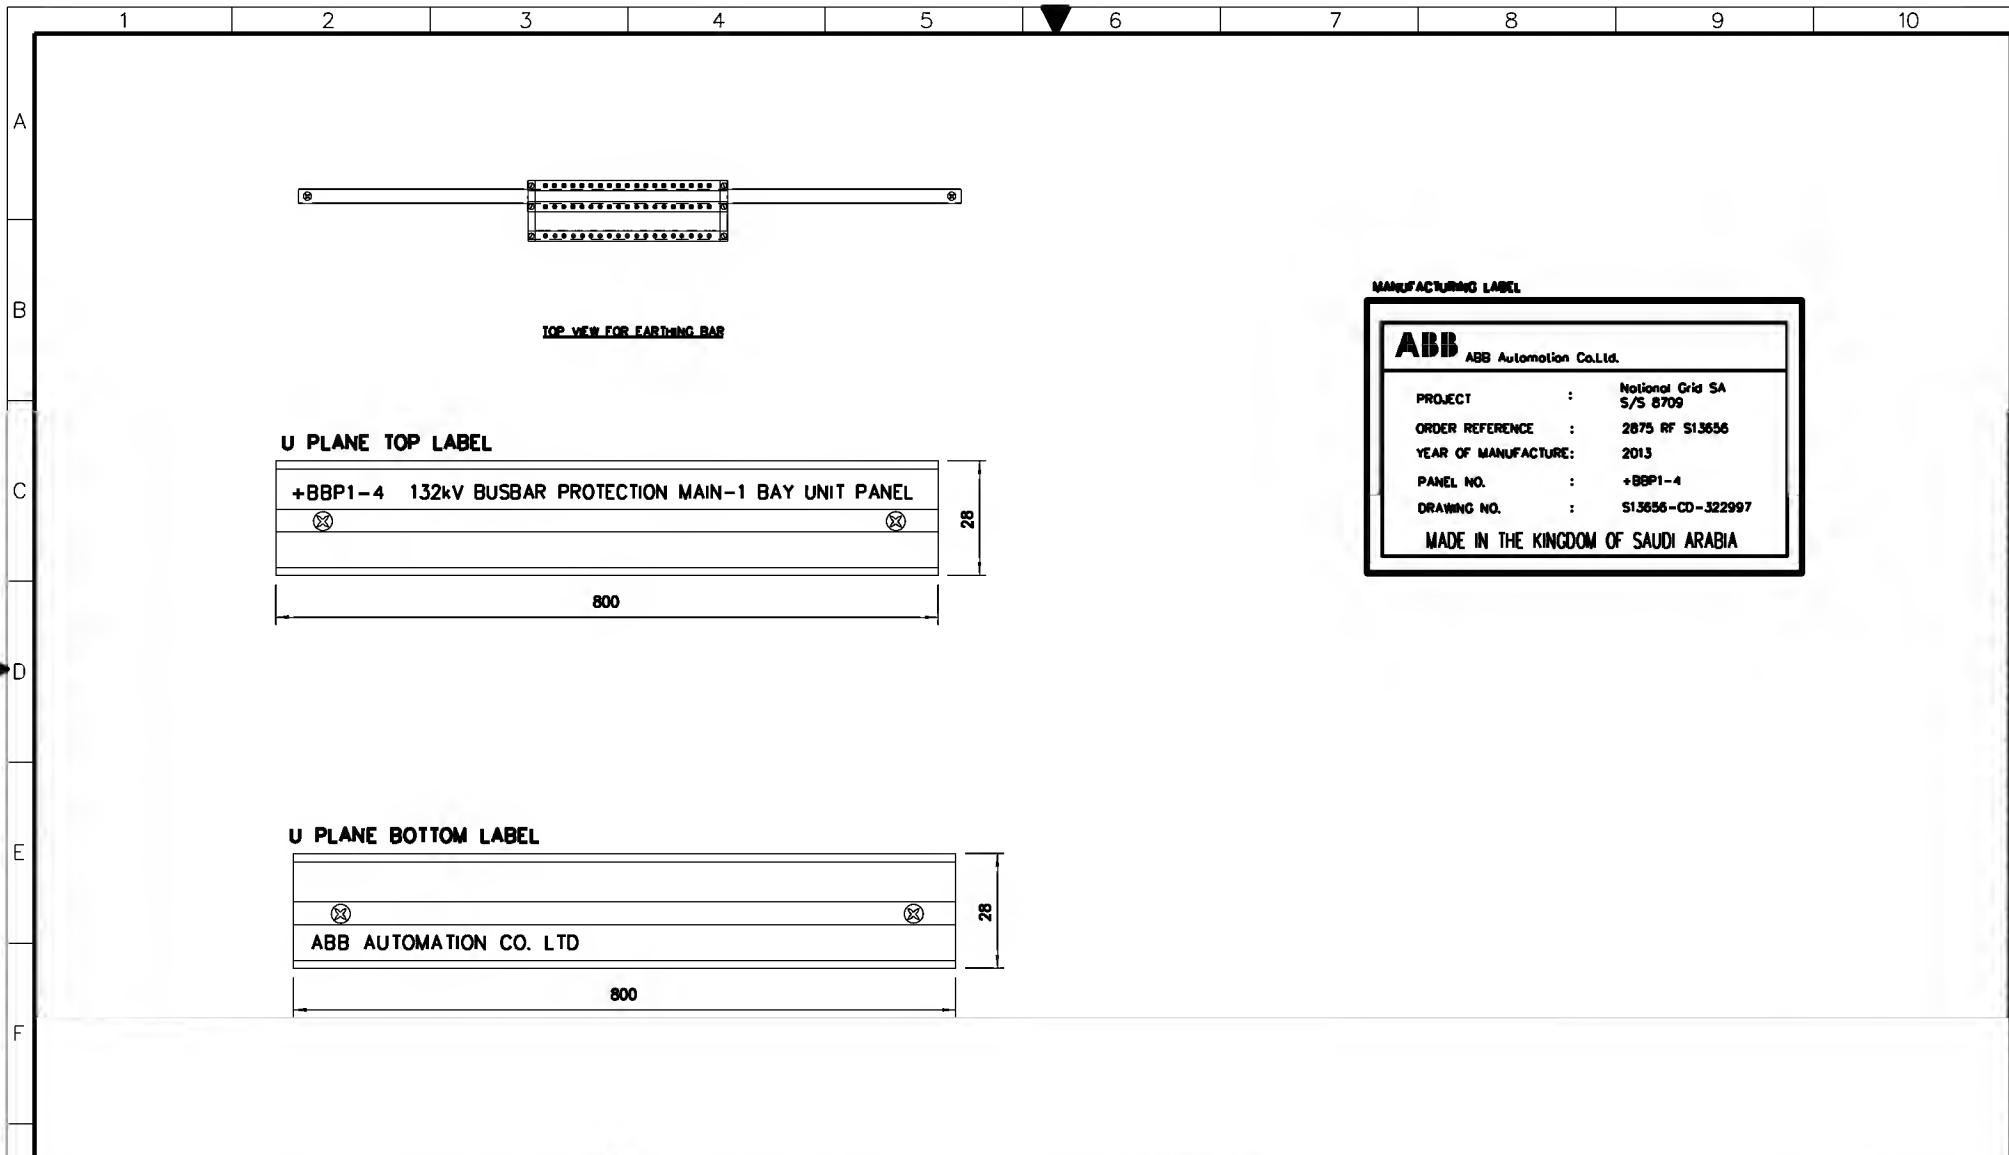 1 2 3 4 5 6 7 8 9 10
A
B
C
D
E
F
TOP VIEW FOR EARTHING BAR
MANUFACTURING LABEL
ABB ABB Automation Co.Ltd.
PROJECT : National Grid SA
S/S 8709
ORDER REFERENCE : 2875 RF S13656
YEAR OF MANUFACTURE: 2013
PANEL NO. : +BBP1-4
DRAWING NO. : S13656-CD-322997
MADE IN THE KINGDOM OF SAUDI ARABIA
U PLANE TOP LABEL
+BBP1-4 132kV BUSBAR PROTECTION MAIN-1 BAY UNIT PANEL
28
800
U PLANE BOTTOM LABEL
ABB AUTOMATION CO. LTD
28
800